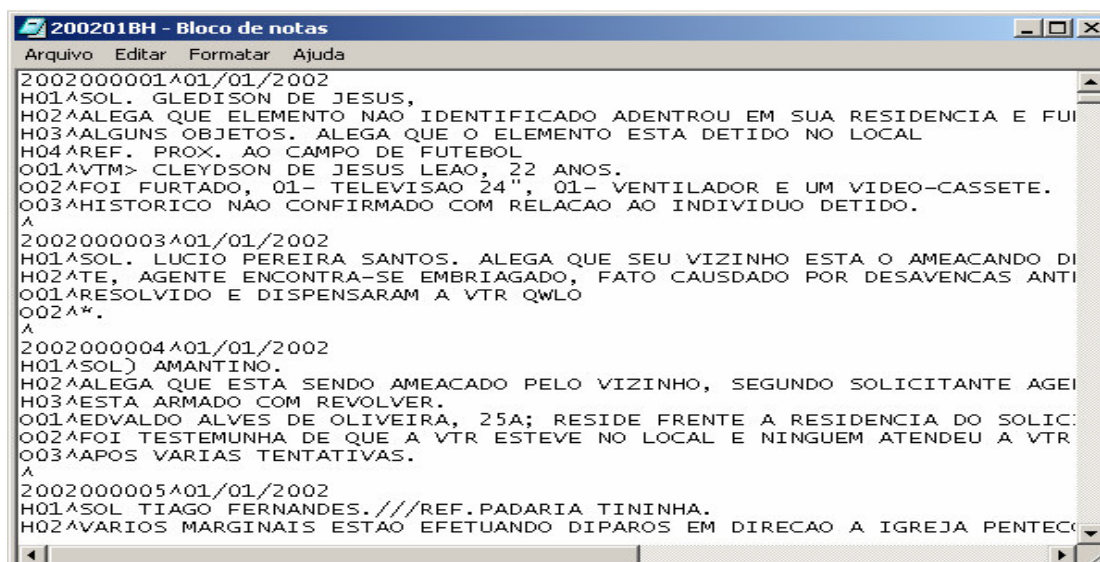 200201BH - Bloco de notas
Arquivo Editar Formatar Ajuda
2002000001^01/01/2002
H01^SOL. GLEDISON DE JESUS,
H02^ALEGA QUE ELEMENTO NAO IDENTIFICADO ADENTROU EM SUA RESIDENCIA E
H03^ALGUNS OBJETOS. ALEGA QUE O ELEMENTO ESTA DETIDO NO LOCAL
H04^REF. PROX. AO CAMPO DE FUTEBOL
O01^VTM> CLEYDSON DE JESUS LEAO, 22 ANOS.
O02^FOI FURTADO, 01- TELEVISAO 24", 01- VENTILADOR E UM VIDEO-CASSETE.
O03^HISTORICO NAO CONFIRMADO COM RELACAO AO INDIVIDUO DETIDO.
^
2002000003^01/01/2002
H01^SOL. LUCIO PEREIRA SANTOS. ALEGA QUE SEU VIZINHO ESTA O AMEACANDO
H02^TE, AGENTE ENCONTRA-SE EMBRIAGADO, FATO CAUSDADO POR DESAVENCAS
O01^RESOLVIDO E DISPENSARAM A VTR QWLO
O02^*.
^
2002000004^01/01/2002
H01^SOL) AMANTINO.
H02^ALEGA QUE ESTA SENDO AMEACADO PELO VIZINHO, SEGUNDO SOLICITANTE
H03^ESTA ARMADO COM REVOLVER.
O01^EDVALDO ALVES DE OLIVEIRA, 25A; RESIDE FRENTE A RESIDENCIA DO
O02^FOI TESTEMUNHA DE QUE A VTR ESTEVE NO LOCAL E NINGUEM ATENDEU A VTR
O03^APOS VARIAS TENTATIVAS.
^
2002000005^01/01/2002
H01^SOL TIAGO FERNANDES.///REF.PADARIA TININHA.
H02^VARIOS MARGINAIS ESTAO EFETUANDO DIPAROS EM DIRECAO A IGREJA